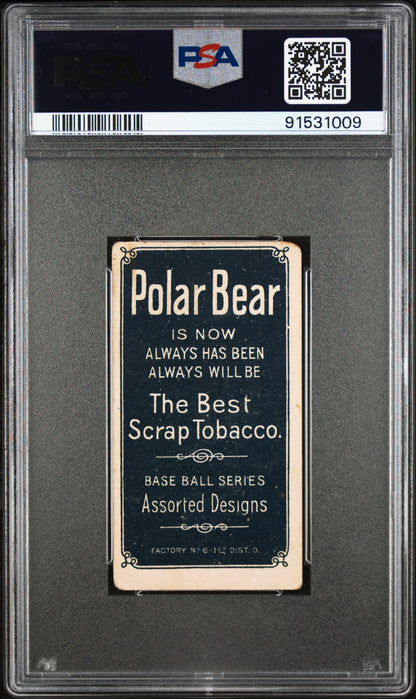 PSA
PSA
91531009
Polar Bear
IS NOW
ALWAYS HAS BEEN
ALWAYS WILL BE
The Best
Scrap Tobacco.
BASE BALL SERIES
Assorted Designs
FACTORY Nº 6-1ST DIST. O.